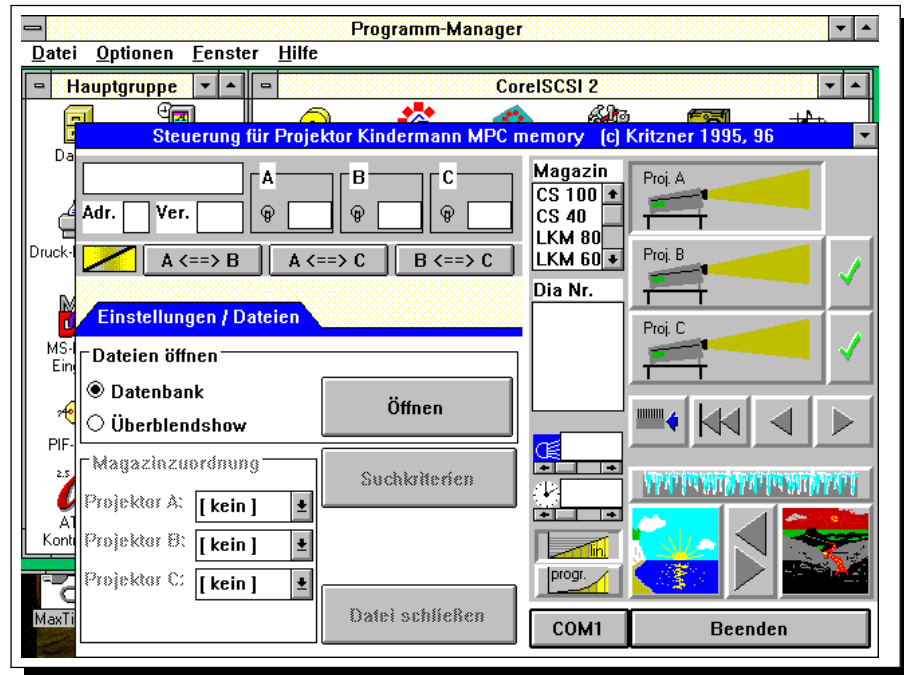 Programm-Manager
Datei Optionen Fenster Hilfe
Hauptgruppe
CorelSCSI 2
Steuerung für Projektor Kindermann MPC memory (c) Kritzner 1995, 96
Da
Druck-
MS-
Ein
PIF-
2.5
AT
Kont
MaxTi
A
B
C
Adr.
Ver.
A <==> B
A <==> C
B <==> C
Einstellungen / Dateien
Dateien öffnen
Datenbank
Überblendshow
Öffnen
Magazinzuordnung
Projektor A: [ kein ]
Projektor B: [ kein ]
Projektor C: [ kein ]
Suchkriterien
Datei schließen
Magazin
CS 100
CS 40
LKM 80
LKM 60
Dia Nr.
Proj. A
Proj. B
Proj. C
lin.
progr.
COM1
Beenden